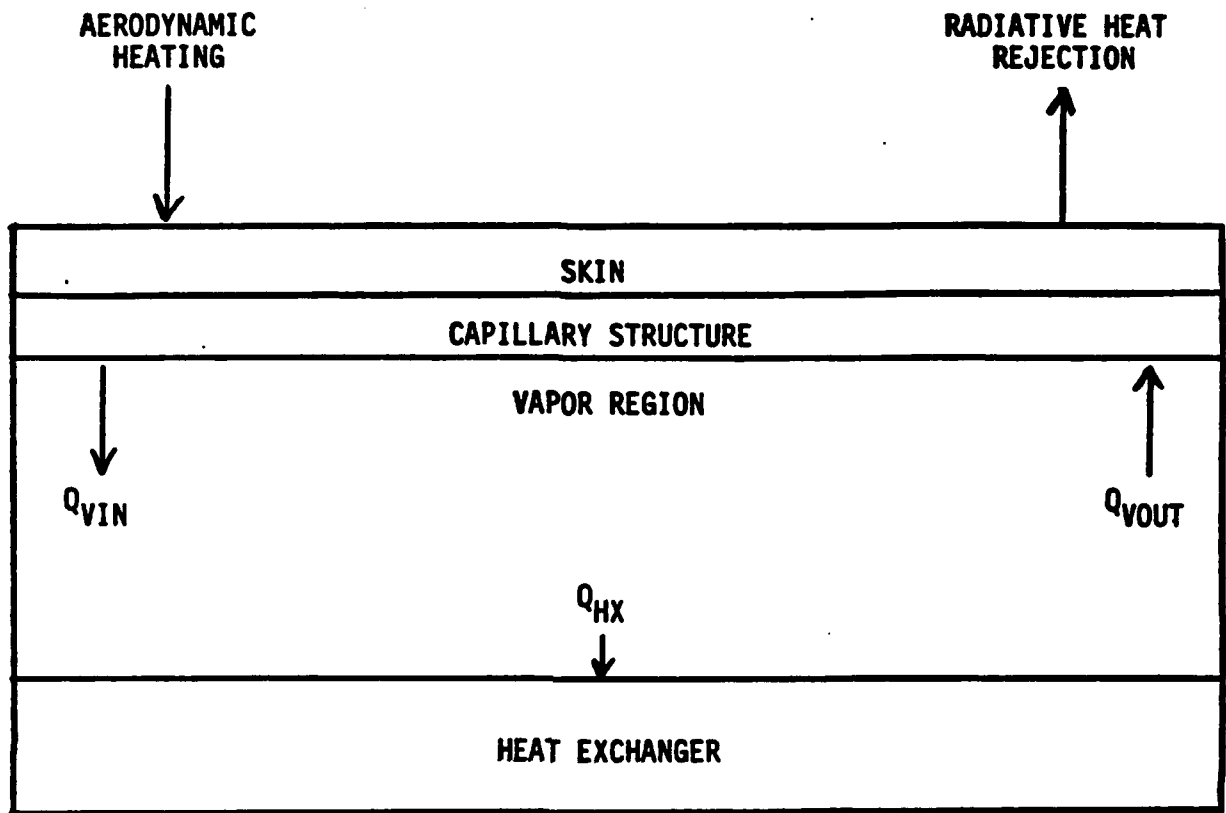 AERODYNAMIC
HEATING
RADIATIVE HEAT
REJECTION
SKIN
CAPILLARY STRUCTURE
VAPOR REGION
QVIN
QVOUT
QHX
HEAT EXCHANGER